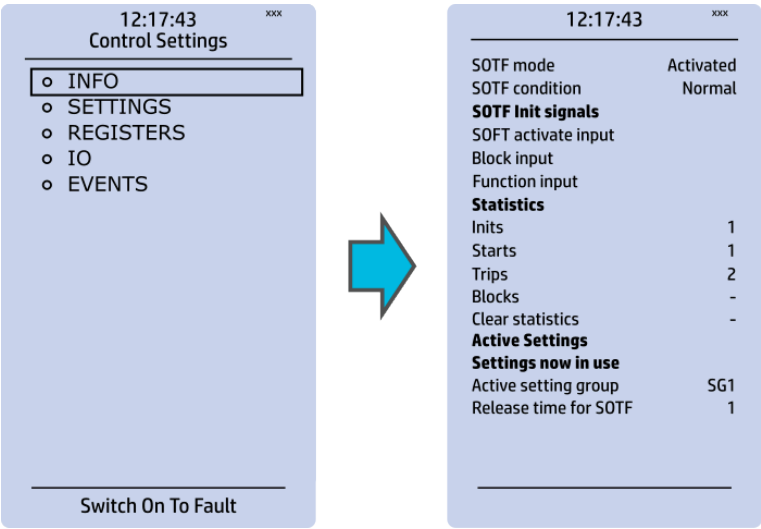 12:17:43 xxx
Control Settings
INFO
SETTINGS
REGISTERS
IO
EVENTS
Switch On To Fault
12:17:43 xxx
SOTF mode Activated
SOTF condition Normal
SOTF Init signals
SOFT activate input
Block input
Function input
Statistics
Inits 1
Starts 1
Trips 2
Blocks -
Clear statistics -
Active Settings
Settings now in use
Active setting group SG1
Release time for SOTF 1